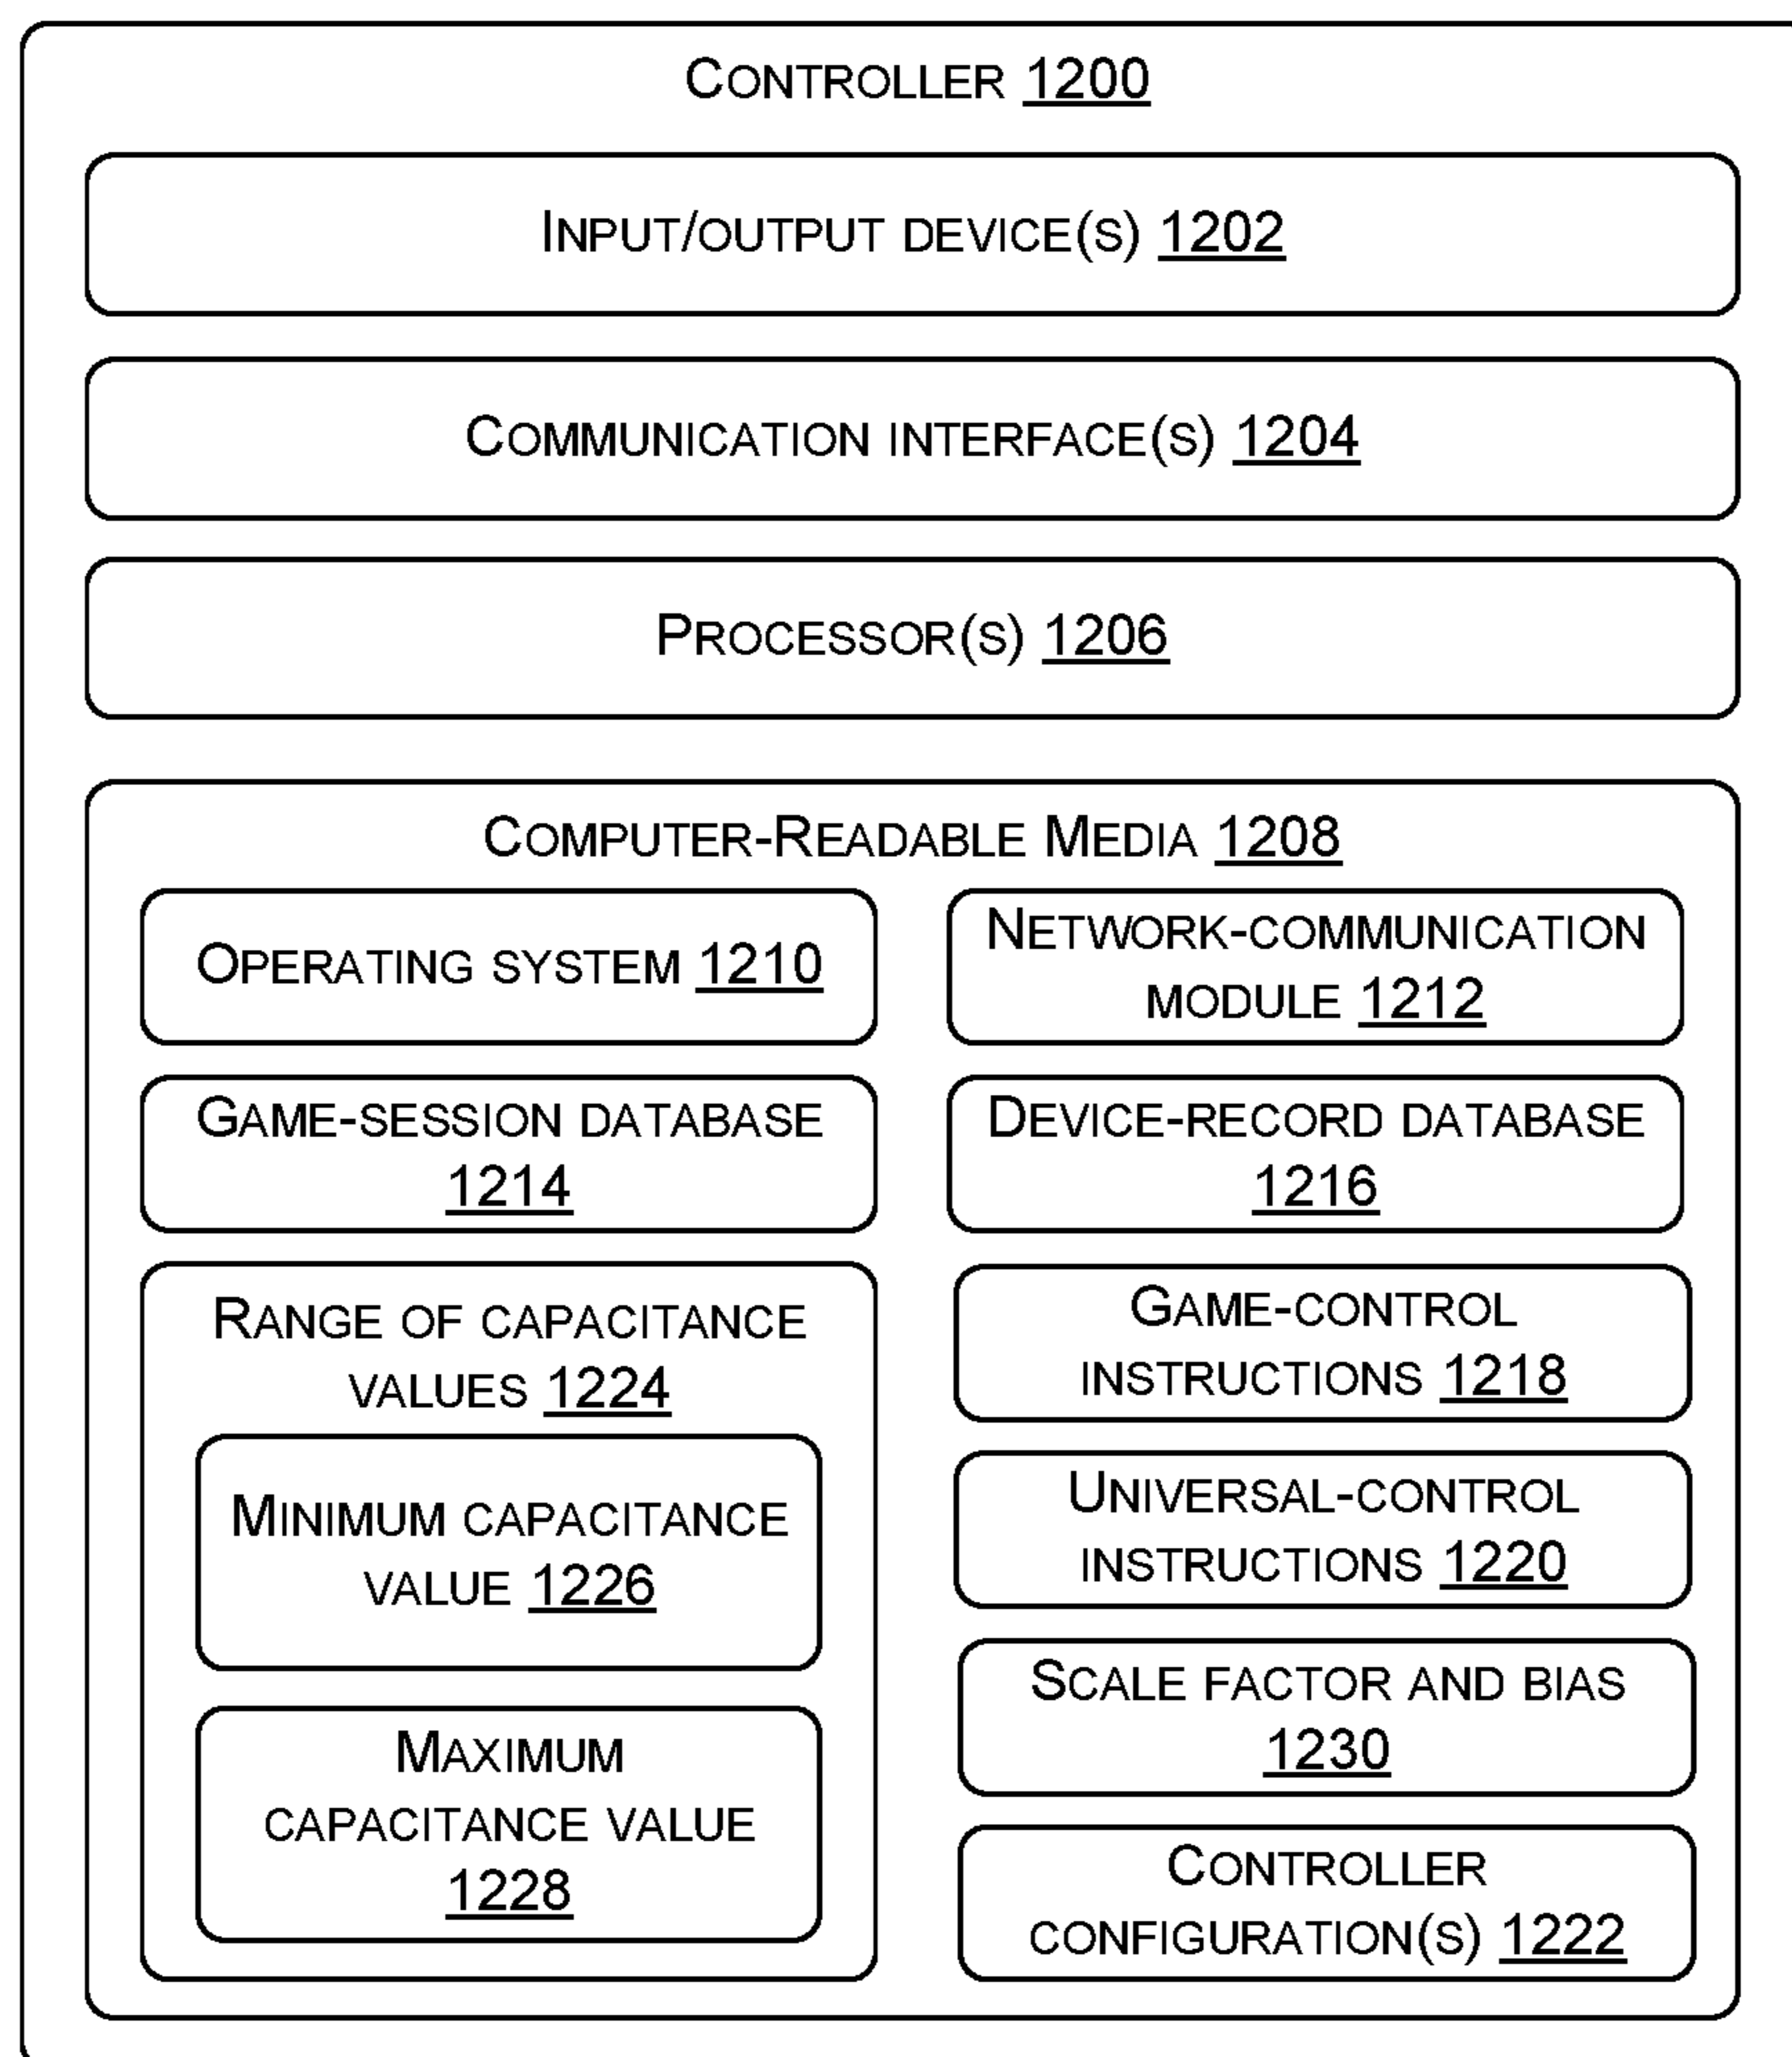 CONTROLLER 1200
INPUT/OUTPUT DEVICE(S) 1202
COMMUNICATION INTERFACE(S) 1204
PROCESSOR(S) 1206
COMPUTER-READABLE MEDIA 1208
OPERATING SYSTEM 1210
NETWORK-COMMUNICATION
MODULE 1212
GAME-SESSION DATABASE
1214
DEVICE-RECORD DATABASE
1216
RANGE OF CAPACITANCE
VALUES 1224
MINIMUM CAPACITANCE
VALUE 1226
MAXIMUM
CAPACITANCE VALUE
1228
GAME-CONTROL
INSTRUCTIONS 1218
UNIVERSAL-CONTROL
INSTRUCTIONS 1220
SCALE FACTOR AND BIAS
1230
CONTROLLER
CONFIGURATION(S) 1222